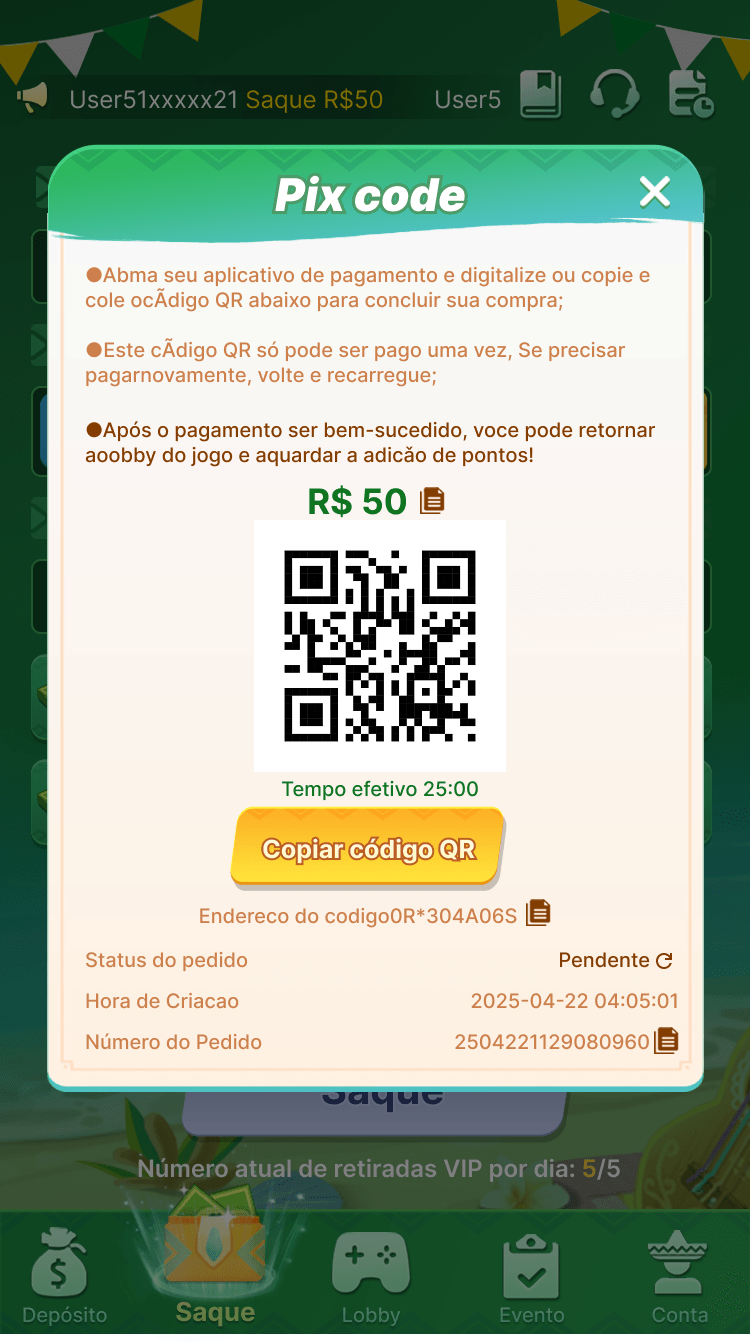 User51xxxxx21 Saque R$50 User5
Pix code
●Abma seu aplicativo de pagamento e digitalize ou copie e
cole ocÃdigo QR abaixo para concluir sua compra;
●Este cÃdigo QR só pode ser pago uma vez, Se precisar
pagarnovamente, volte e recarregue;
●Após o pagamento ser bem-sucedido, voce pode retornar
aoobby do jogo e aquardar a adicǎo de pontos!
R$ 50
Tempo efetivo 25:00
Copiar código QR
Endereco do codigo0R*304A06S
Status do pedido Pendente
Hora de Criacao 2025-04-22 04:05:01
Número do Pedido 2504221129080960
Saque
Número atual de retiradas VIP por dia: 5/5
Depósito Saque Lobby Evento Conta